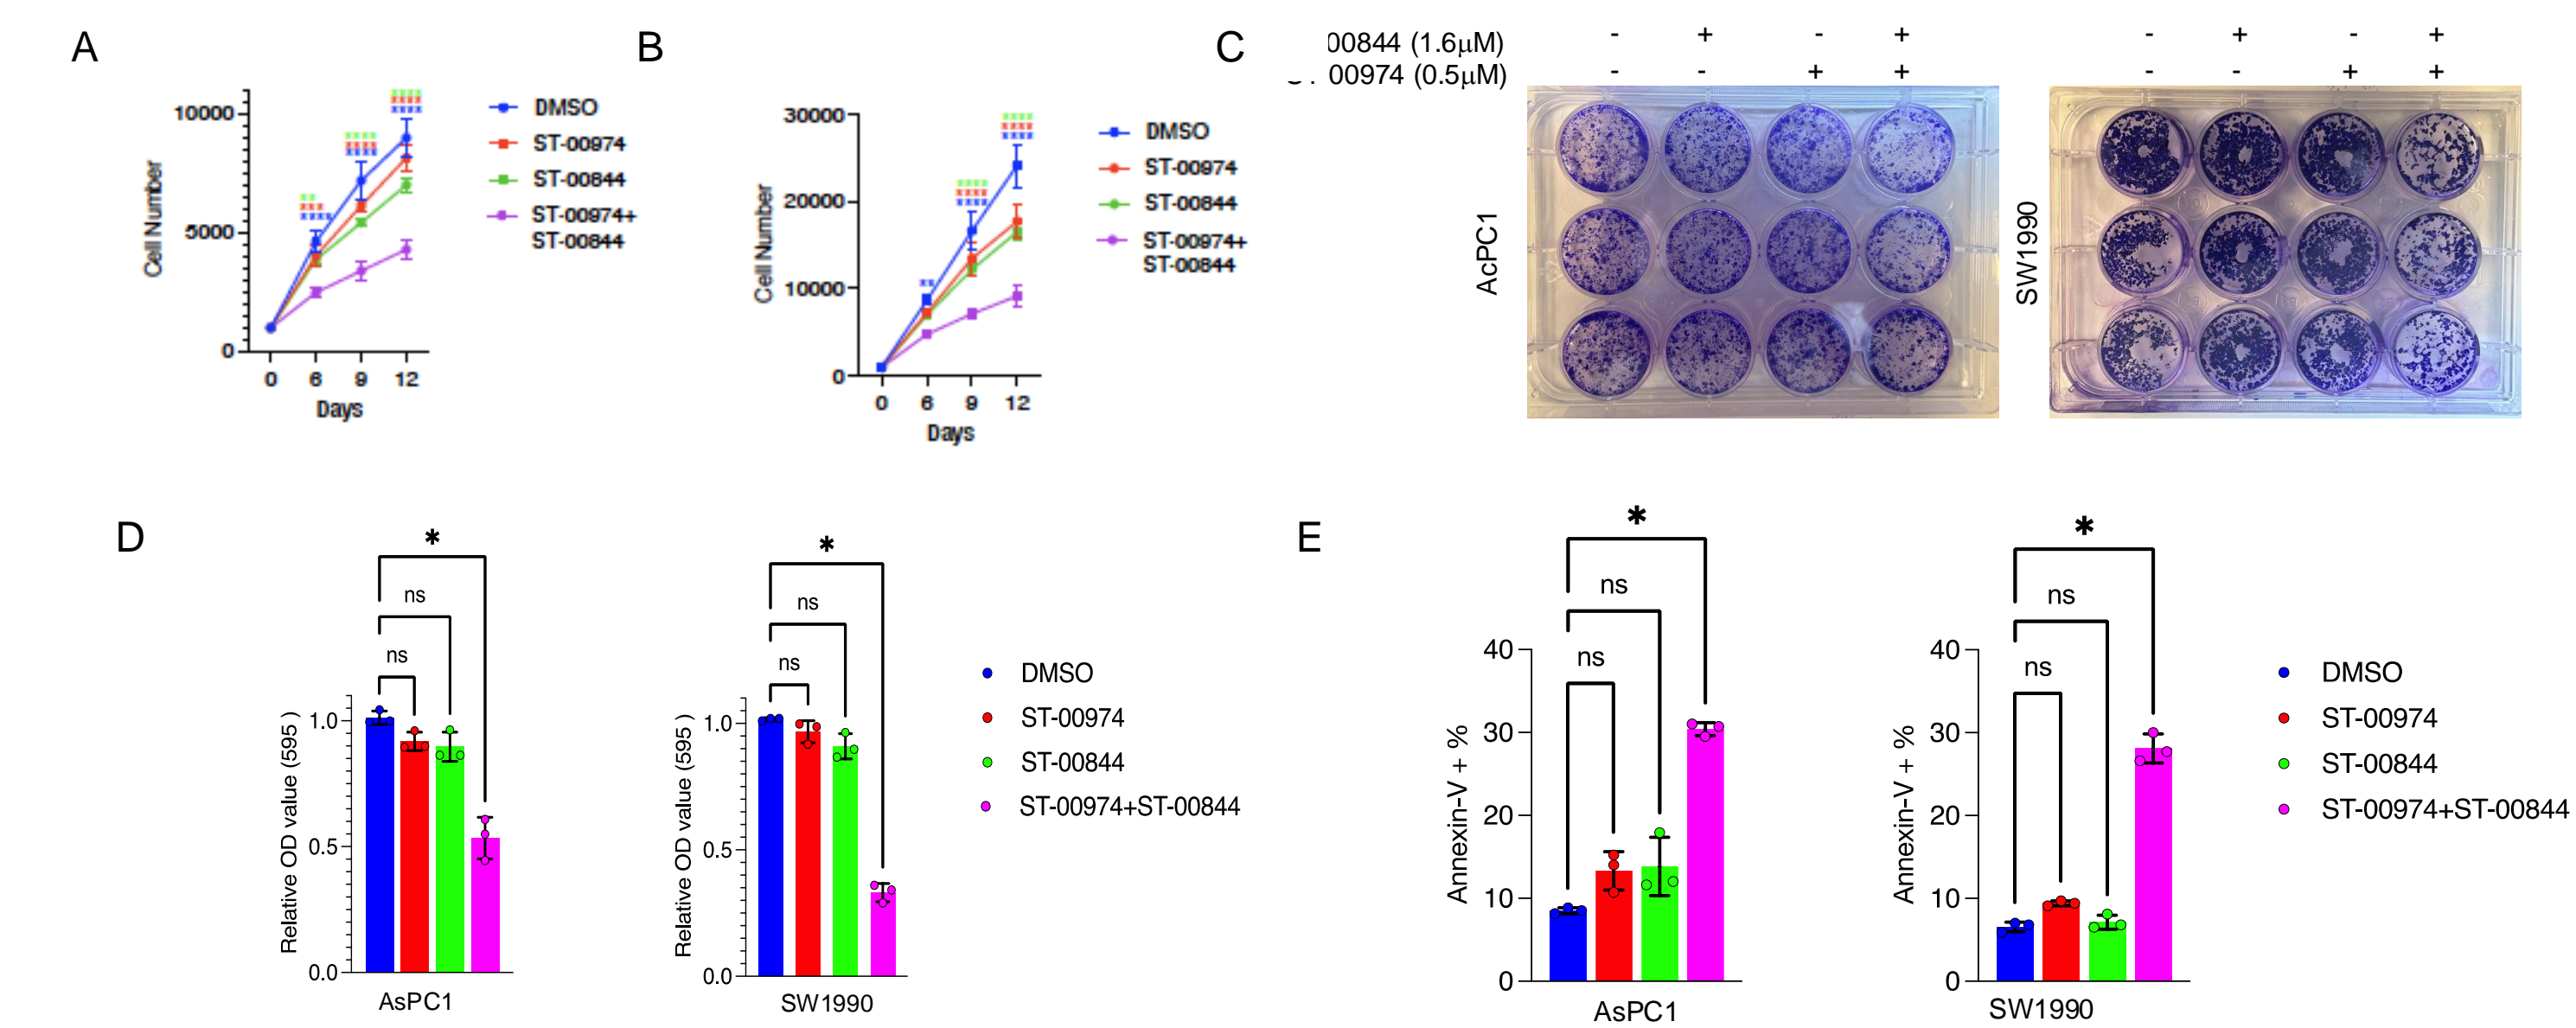 A
10000
5000
0
Cell Number
0 6 9 12
Days
DMSO
ST-00974
ST-00844
ST-00974+
ST-00844
B
30000
20000
10000
0
Cell Number
0 6 9 12
Days
DMSO
ST-00974
ST-00844
ST-00974+
ST-00844
C
00844 (1.6µM) - + - + - + - +
00974 (0.5µM) - - + + - - + +
AcPC1
SW1990
D
*
ns
ns
1.0
0.5
0.0
Relative OD value (595 )
AsPC1
*
ns
ns
1.0
0.5
0.0
Relative OD value (595 )
SW1990
DMSO
ST-00974
ST-00844
ST-00974+ST-00844
E
*
ns
ns
40
30
20
10
0
Annexin-V + %
AsPC1
*
ns
ns
40
30
20
10
0
Annexin-V + %
SW1990
DMSO
ST-00974
ST-00844
ST-00974+ST-00844